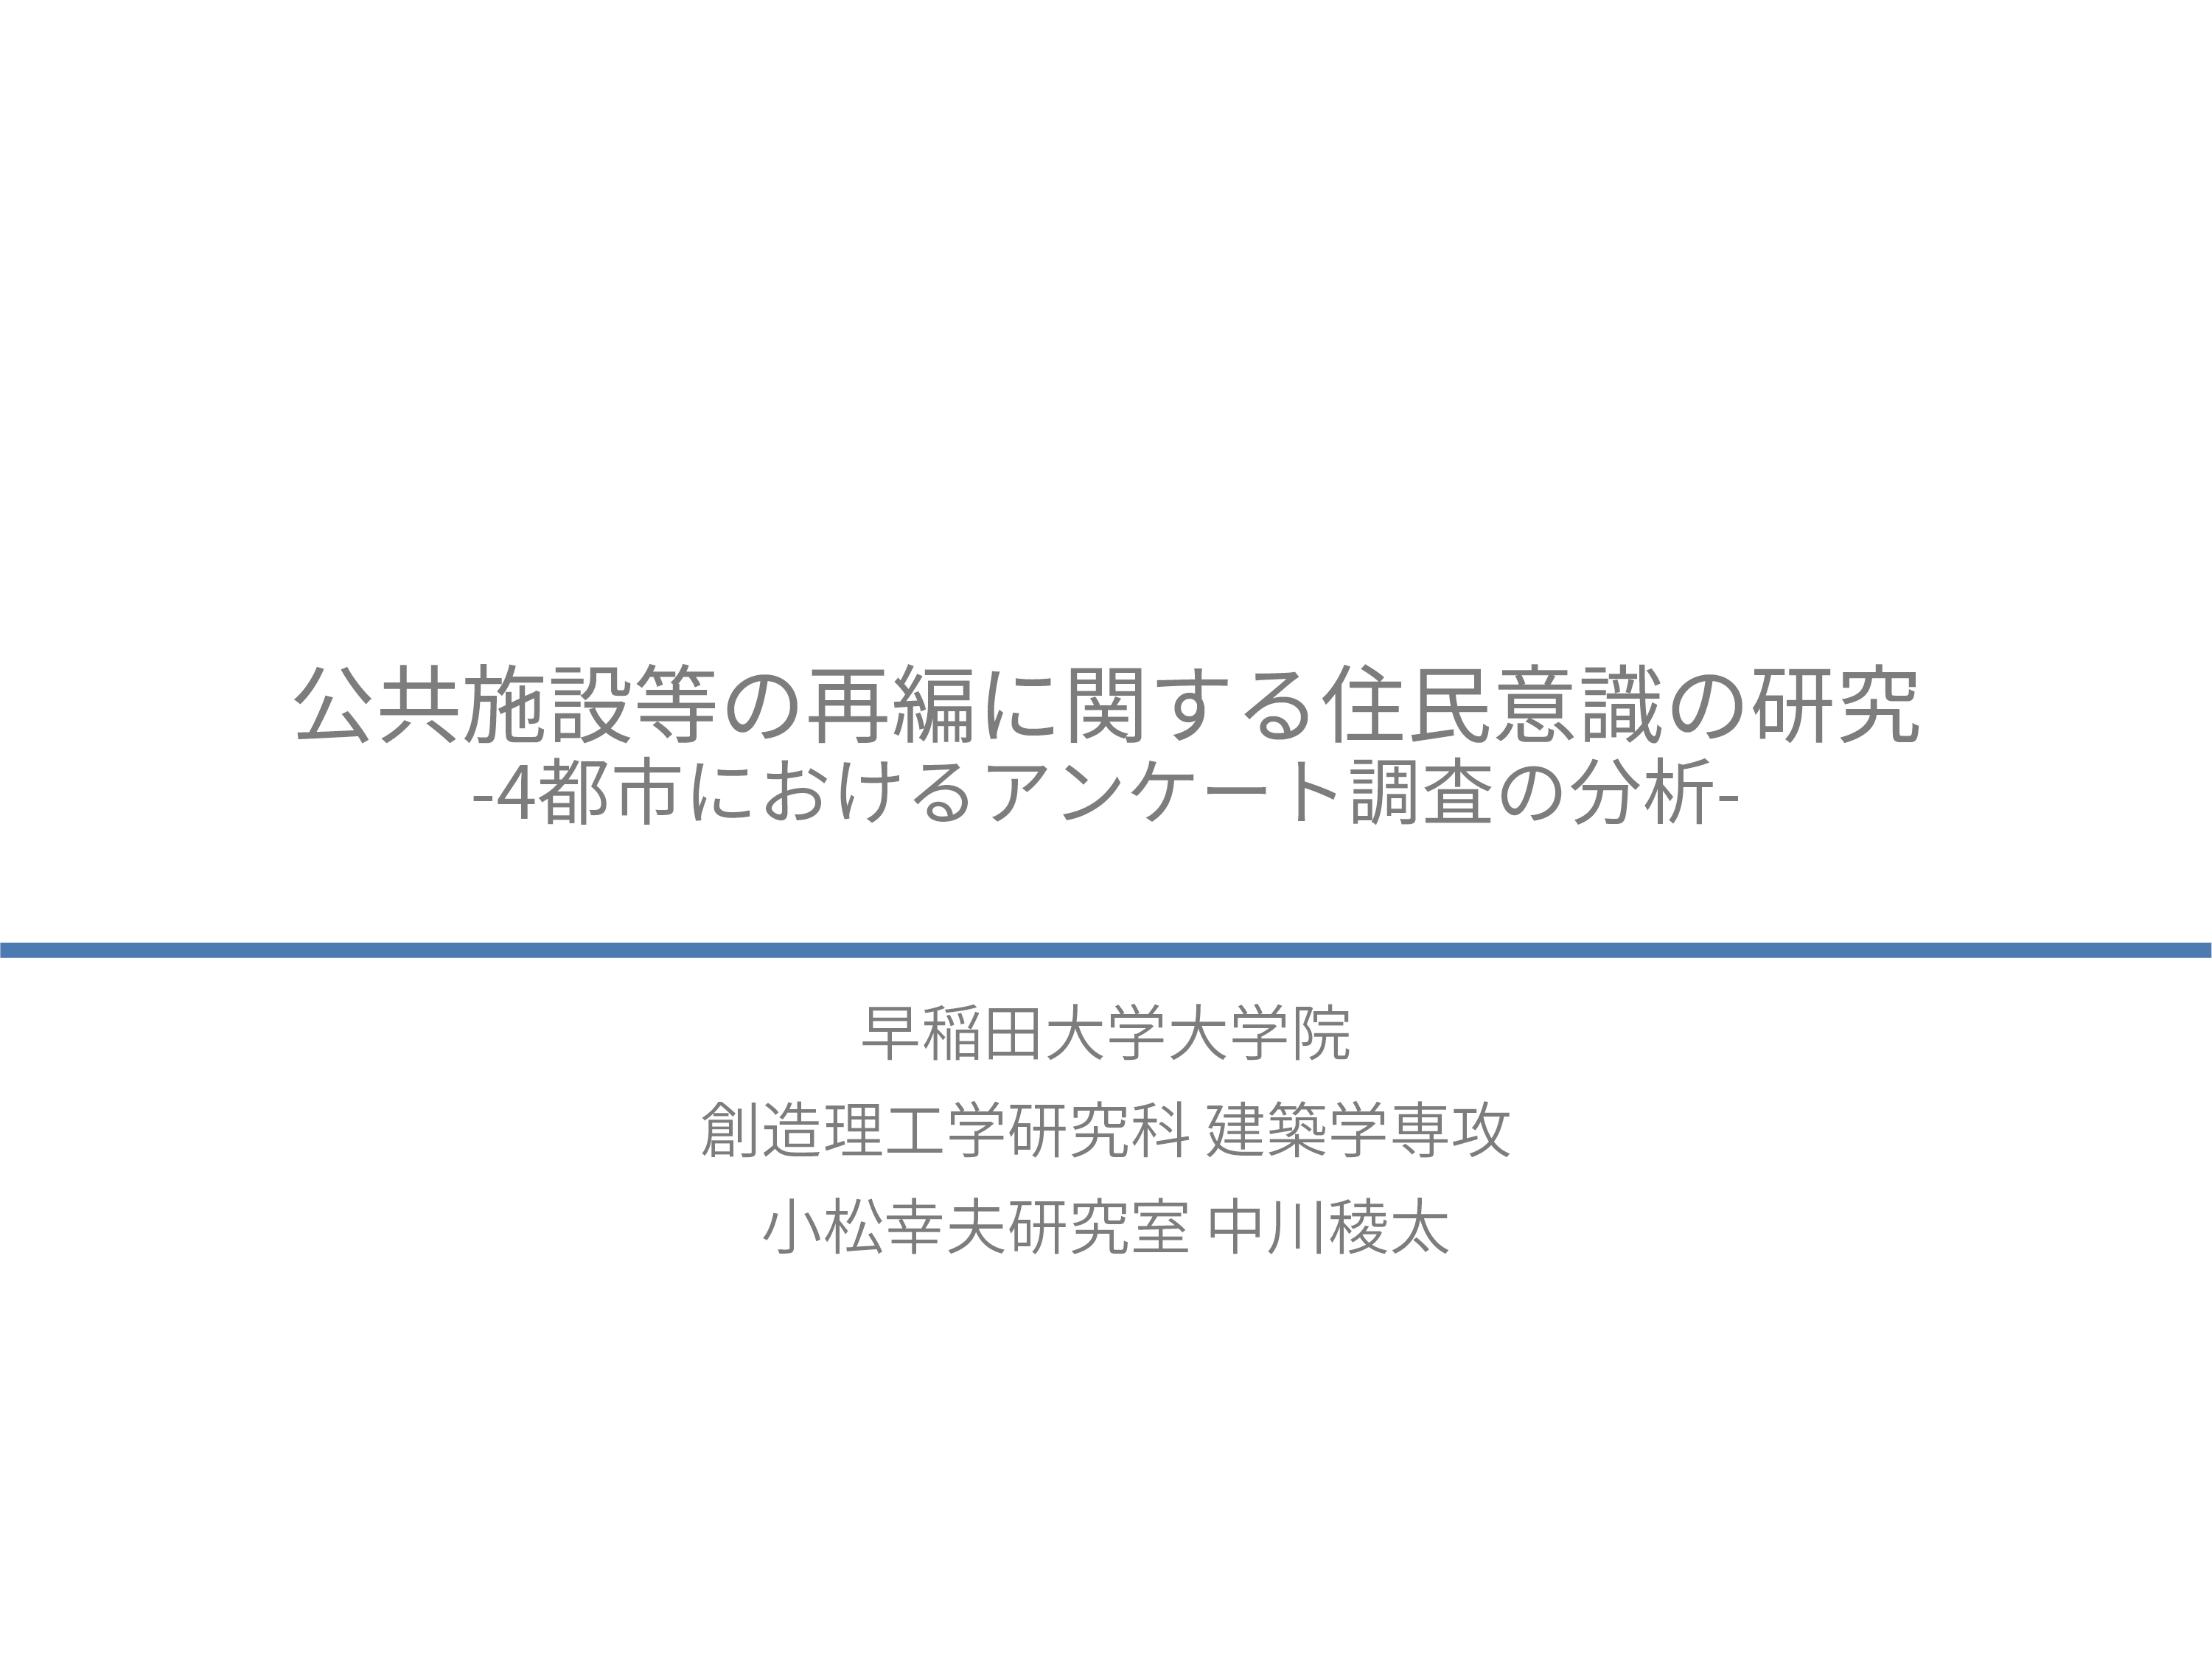 公共施設等の再編に関する住民意識の研究
-4都市におけるアンケート調査の分析-
早稲田大学大学院
創造理工学研究科 建築学専攻
小松幸夫研究室 中川稜太